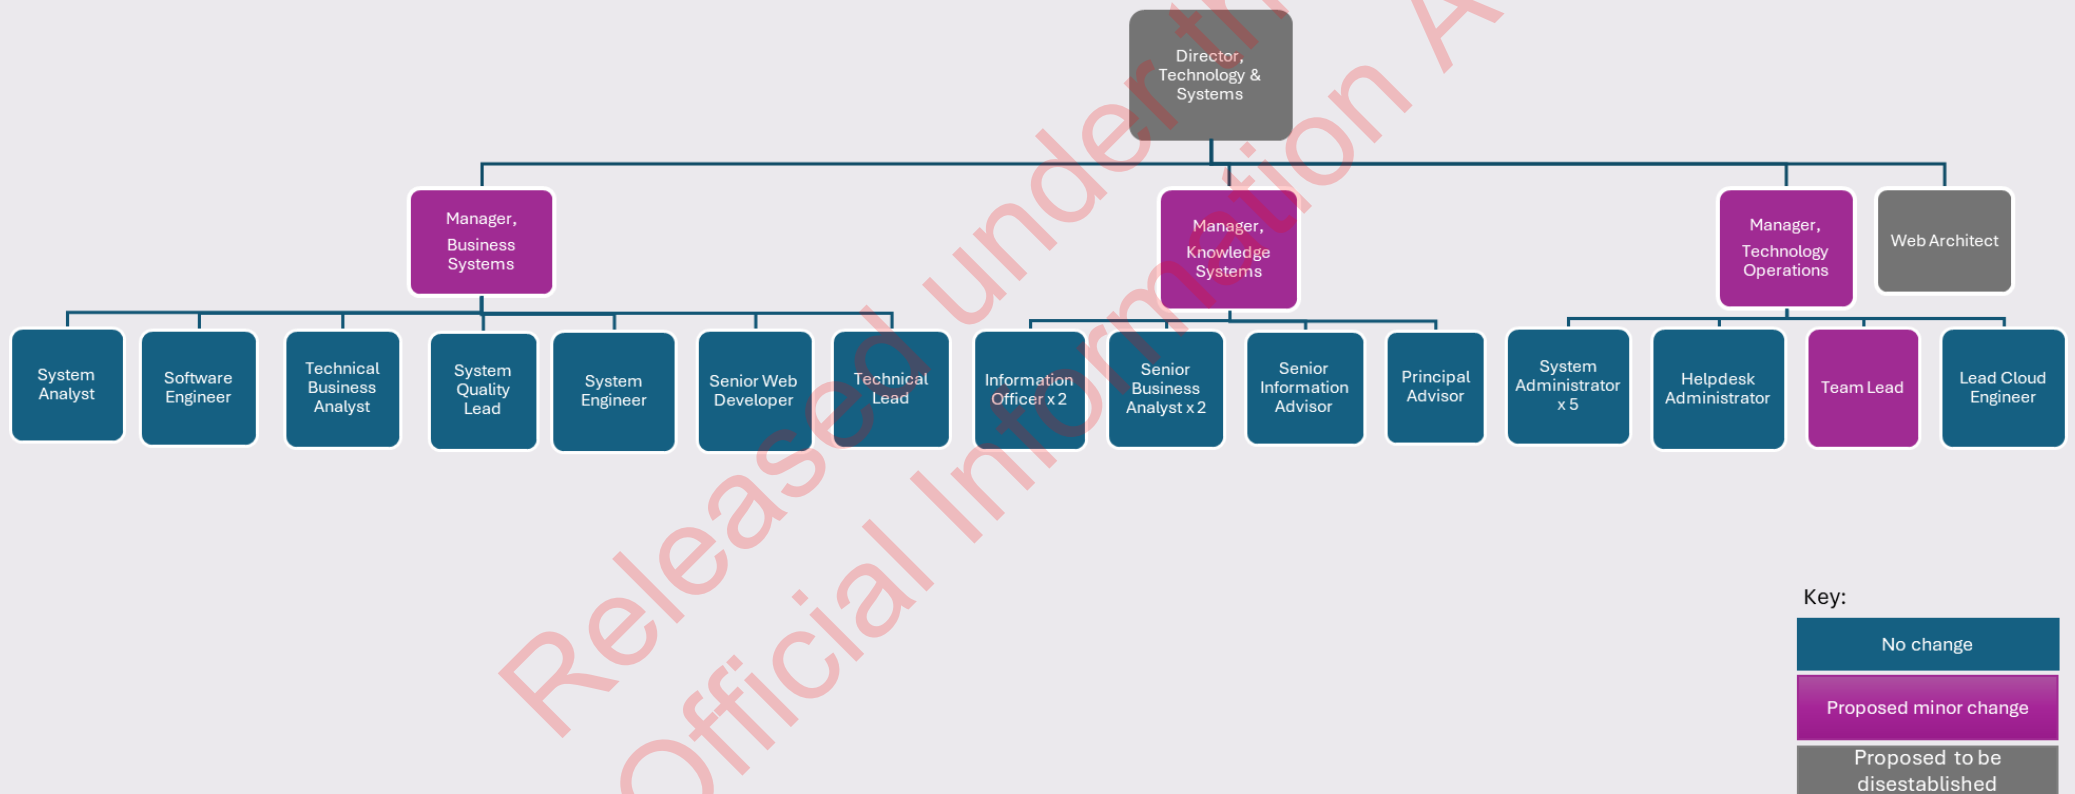 Director,
Technology &
Systems
Manager,
Business
Systems
Manager,
Knowledge
Systems
Manager,
Technology
Operations
Web Architect
System
Analyst
Software
Engineer
Technical
Business
Analyst
System
Quality
Lead
System
Engineer
Senior Web
Developer
Technical
Lead
Information
Officer x 2
Senior
Business
Analyst x 2
Senior
Information
Advisor
Principal
Advisor
System
Administrator
x 5
Helpdesk
Administrator
Team Lead
Lead Cloud
Engineer
Key:
No change
Proposed minor change
Proposed to be
disestablished
Released under
Official Information